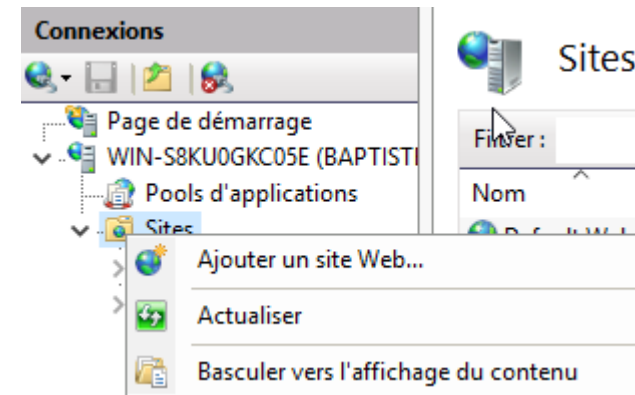 Connexions
Sites
Page de démarrage
Filtrer :
WIN-S8KU0GKC05E (BAPTIST
Pools d'applications
Nom
Sites
Ajouter un site Web...
Actualiser
Basculer vers l'affichage du contenu